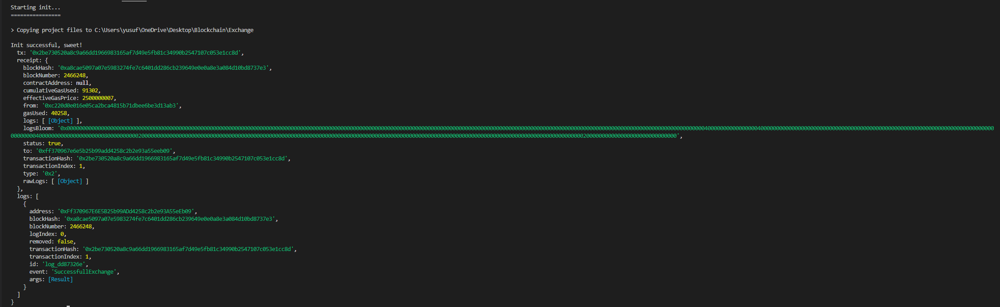 Starting init...
================
> Copying project files to C:\Users\yusuf\OneDrive\Desktop\Blockchain\Exchange
Init successful, sweet!
tx: '0x2be730520a8c9a66dd1966983165af7d49e5fb81c34990b2547107c053e1cc8d',
receipt: {
blockHash: '0xa8cae5097a07e5983274fe7c6401dd286cb239649e0e0a8e3a084d10bd8737e3',
blockNumber: 2466248,
contractAddress: null,
cumulativeGasUsed: 91302,
effectiveGasPrice: 2500000007,
from: '0xc220d0e016e05ca2bca4815b71dbee6be3d13ab3',
gasUsed: 40258,
logs: [ [Object] ],
logsBloom:
status: true,
to: '0xff370967e6e5b25b99add4258c2b2e93a55eeb09',
transactionHash: '0x2be730520a8c9a66dd1966983165af7d49e5fb81c34990b2547107c053e1cc8d',
transactionIndex: 1,
type: '0x2',
rawLogs: [ [Object] ]
},
logs: [
{
address: '0xFf370967E6E5B25b99ADd4258c2b2e93A55eEb09',
blockHash: '0xa8cae5097a07e5983274fe7c6401dd286cb239649e0e0a8e3a084d10bd8737e3',
blockNumber: 2466248,
logIndex: 0,
removed: false,
transactionHash: '0x2be730520a8c9a66dd1966983165af7d49e5fb81c34990b2547107c053e1cc8d',
transactionIndex: 1,
id: 'log_dd87326e',
event: 'SuccessfullExchange',
args: [Result]
}
]
}